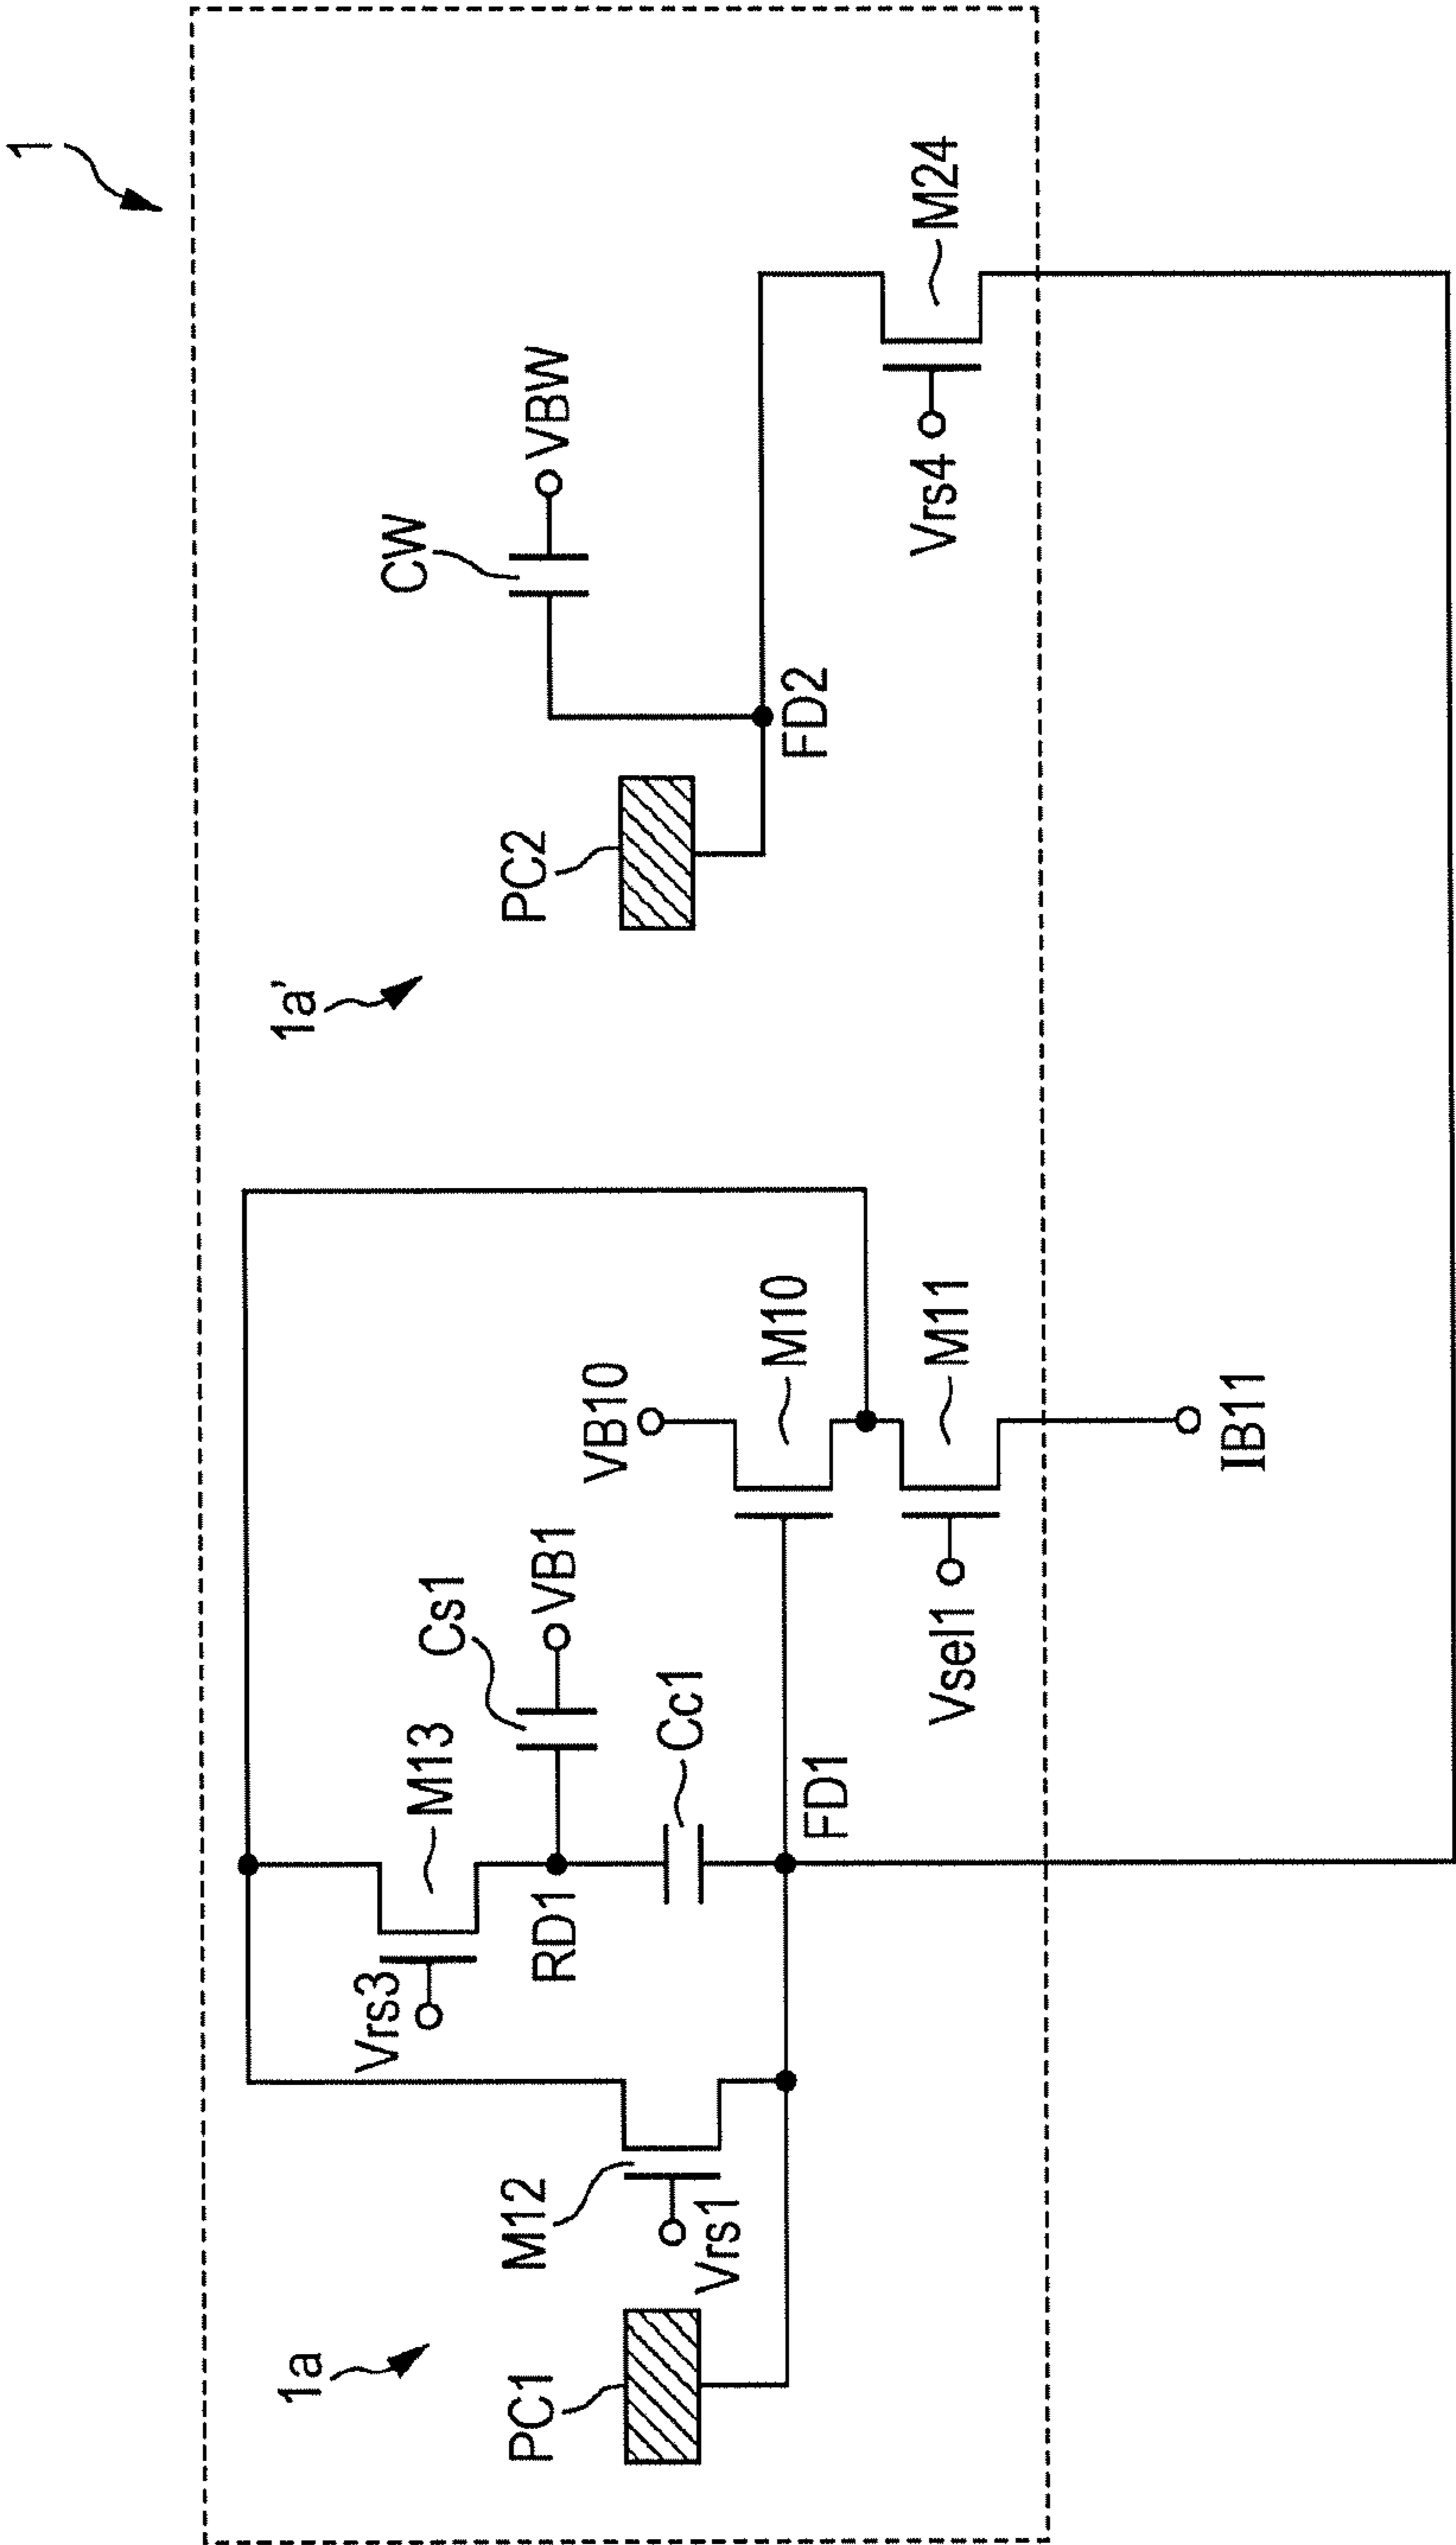 1
1a
PC1
M12
Vrs1
Vrs3
M13
RD1
Cs1
VB1
Cc1
FD1
VB10
M10
M11
Vsel1
IB11
1a'
PC2
CW
VBW
FD2
Vrs4
M24